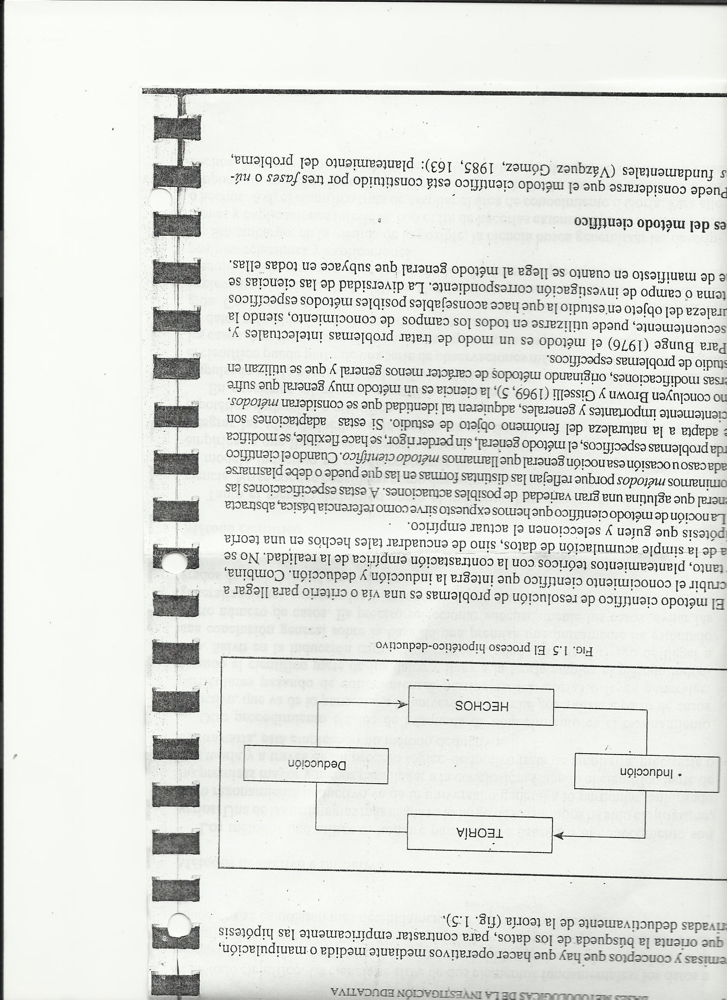 BASES METODOLÓGICAS DE LA INVESTIGACIÓN EDUCATIVA
emisas y conceptos que hay que hacer operativos mediante medida o manipulación,
que orienta la búsqueda de los datos, para contrastar empíricamente las hipótesis
rivadas deductivamente de la teoría (fig. 1.5).
TEORÍA
Inducción
Deducción
HECHOS
FIG. 1.5 El proceso hipotético-deductivo
El método científico de resolución de problemas es una vía o criterio para llegar a
crubir el conocimiento científico que integra la inducción y deducción. Combina,
tanto, planteamientos teóricos con la contrastación empírica de la realidad. No se
a de la simple acumulación de datos, sino de encuadrar tales hechos en una teoría
pótesis que guíen y seleccionen el actuar empírico.
La noción de método científico que hemos expuesto sirve como referencia básica, abstracta
neral que aglutina una gran variedad de posibles actuaciones. A estas especificaciones las
ominamos métodos porque reflejan las distintas formas en las que puede o debe plasmarse
ada caso u ocasión esa noción general que llamamos método científico. Cuando el científico
rda problemas específicos, el método general, sin perder rigor, se hace flexible, se modifica
e adapta a la naturaleza del fenómeno objeto de estudio. Si estas adaptaciones son
cientemente importantes y generales, adquieren tal identidad que se consideran métodos.
no concluyen Brown y Gisselli (1969, 5), la ciencia es un método muy general que sufre
ersas modificaciones, originando métodos de carácter menos general y que se utilizan en
studio de problemas específicos.
Para Bunge (1976) el método es un modo de tratar problemas intelectuales y,
secuentemente, puede utilizarse en todos los campos de conocimiento, siendo la
uraleza del objeto en estudio la que hace aconsejables posibles métodos específicos
tema o campo de investigación correspondiente. La diversidad de las ciencias se
e de manifiesto en cuanto se llega al método general que subyace en todas ellas.
es del método científico
Puede considerarse que el método científico está constituido por tres fases o nú-
s fundamentales (Vázquez Gómez, 1985, 163): planteamiento del problema,